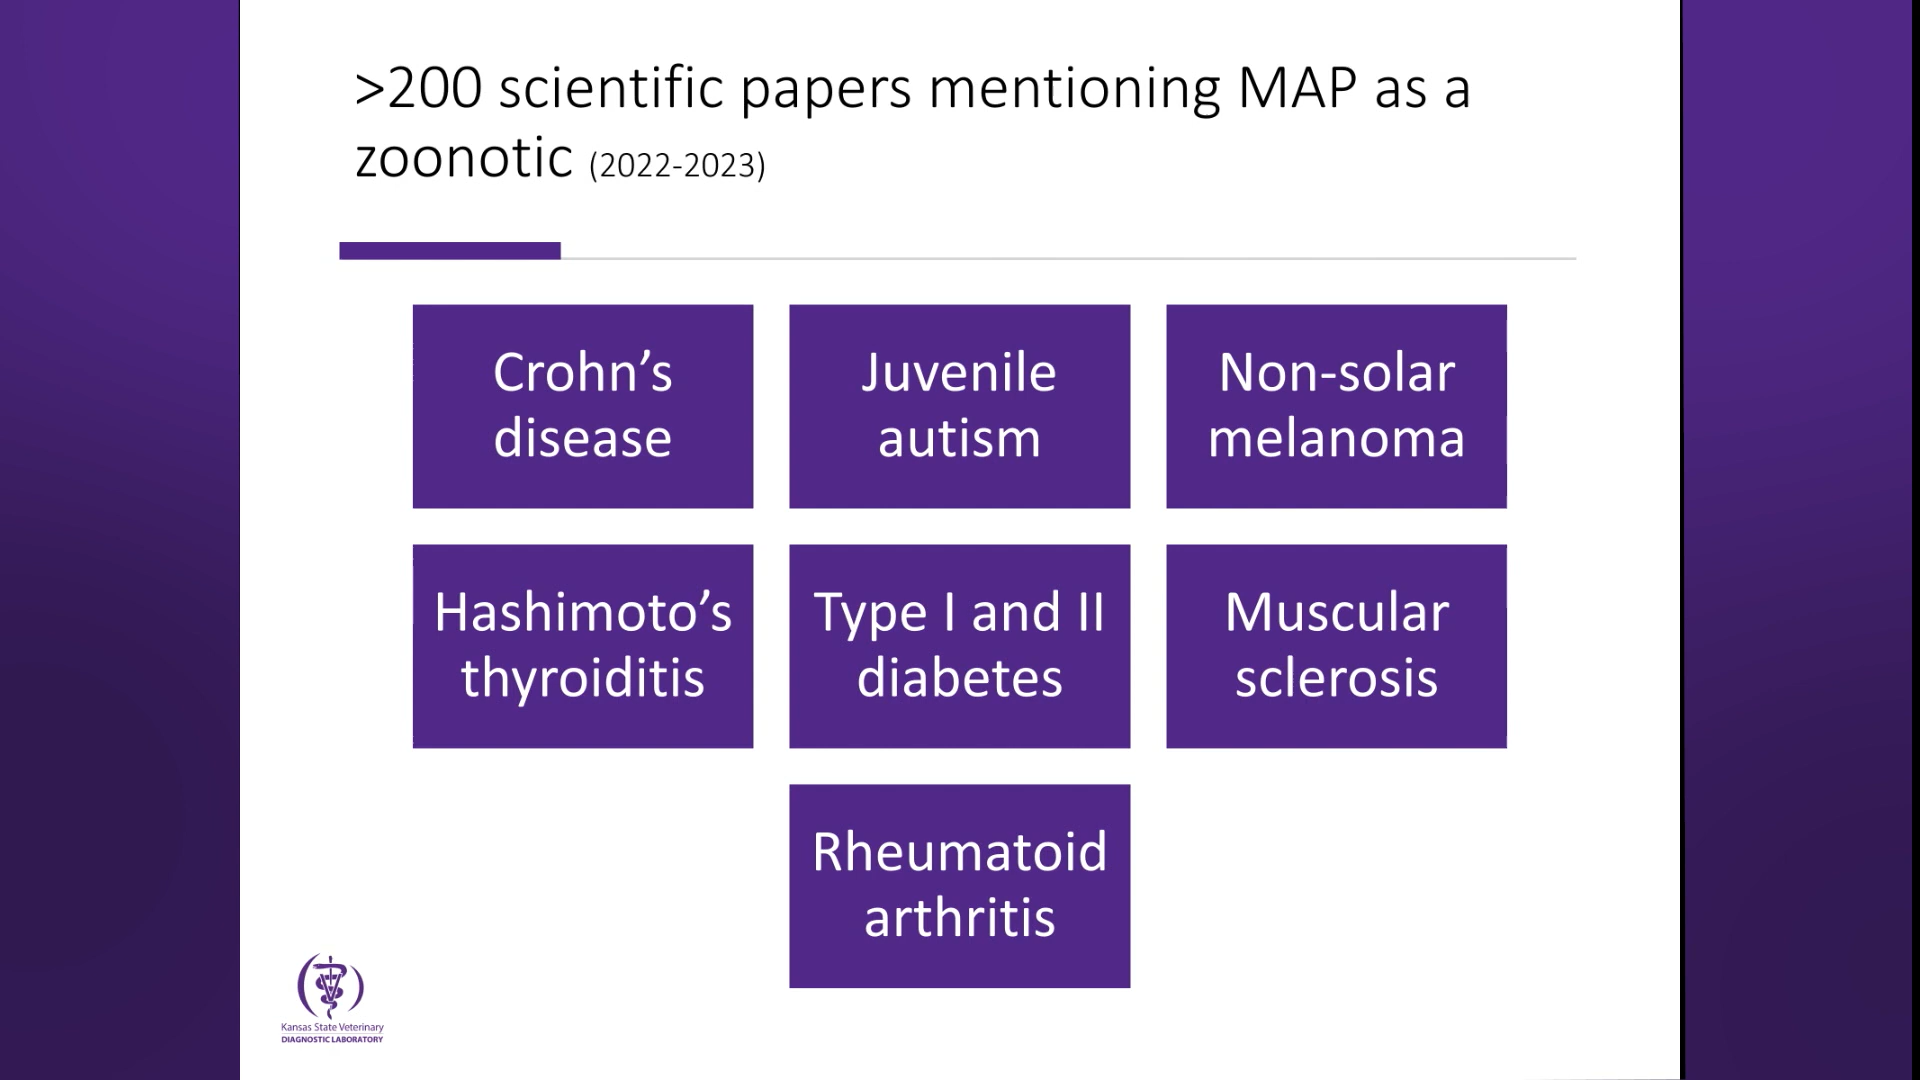 >200 scientific papers mentioning MAP as a
zoonotic (2022-2023)
Crohn’s
disease
Juvenile
autism
Non-solar
melanoma
Hashimoto’s
thyroiditis
Type I and II
diabetes
Muscular
sclerosis
Rheumatoid
arthritis
Kansas State Veterinary
DIAGNOSTIC LABORATORY